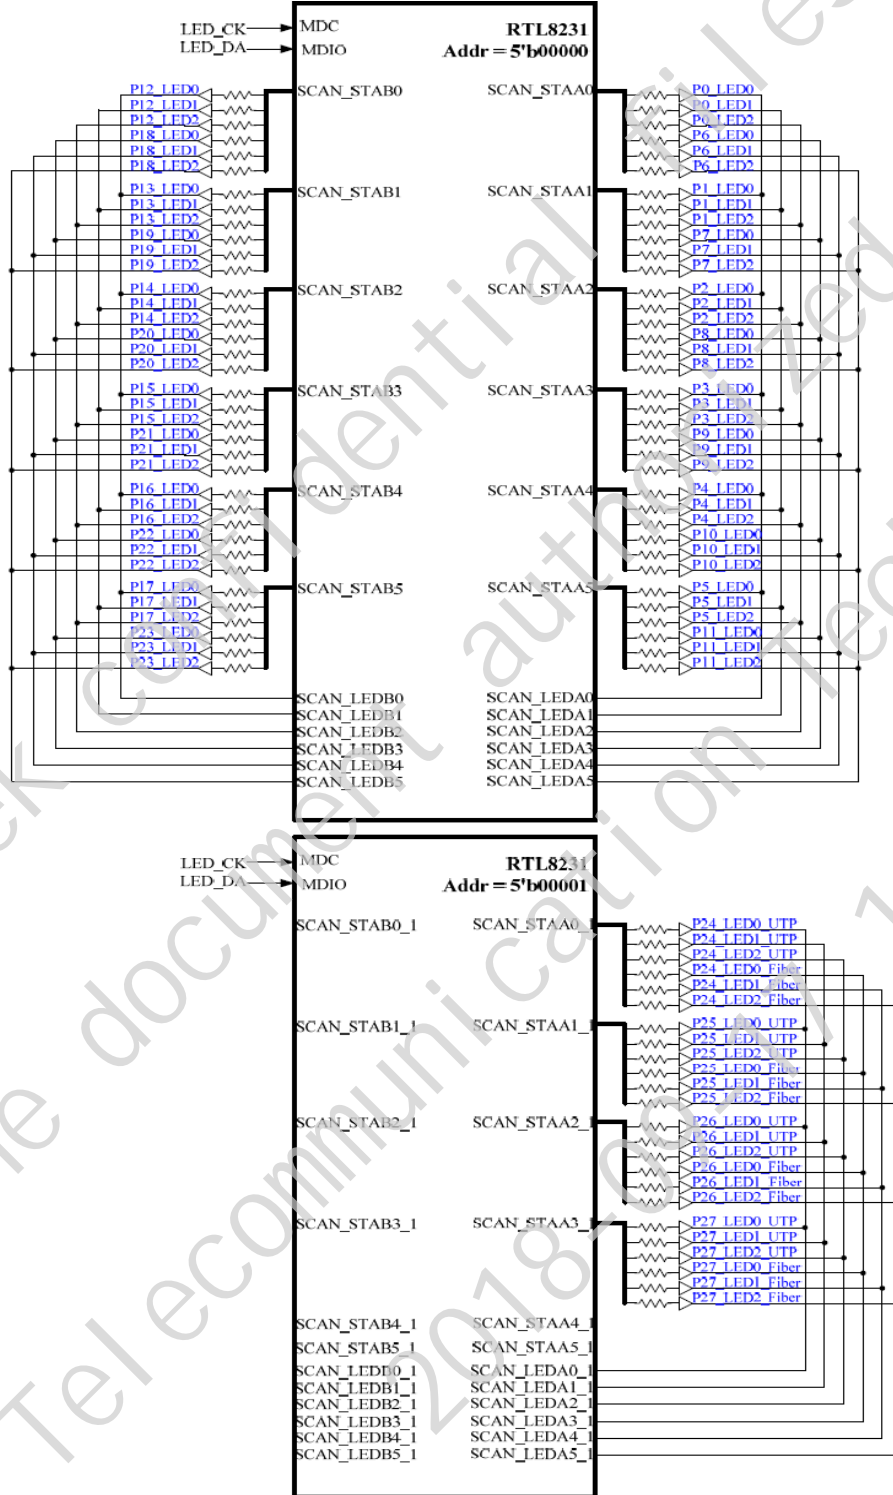 LED_CK
LED_DA
MDC
MDIO
RTL8231
Addr = 5'b00000
P12_LED0
P12_LED1
P12_LED2
P18_LED0
P18_LED1
P18_LED2
SCAN_STAB0
SCAN_STAA0
P0_LED0
P0_LED1
P0_LED2
P6_LED0
P6_LED1
P6_LED2
P13_LED0
P13_LED1
P13_LED2
P19_LED0
P19_LED1
P19_LED2
SCAN_STAB1
SCAN_STAA1
P1_LED0
P1_LED1
P1_LED2
P7_LED0
P7_LED1
P7_LED2
P14_LED0
P14_LED1
P14_LED2
P20_LED0
P20_LED1
P20_LED2
SCAN_STAB2
SCAN_STAA2
P2_LED0
P2_LED1
P2_LED2
P8_LED0
P8_LED1
P8_LED2
P15_LED0
P15_LED1
P15_LED2
P21_LED0
P21_LED1
P21_LED2
SCAN_STAB3
SCAN_STAA3
P3_LED0
P3_LED1
P3_LED2
P9_LED0
P9_LED1
P9_LED2
P16_LED0
P16_LED1
P16_LED2
P22_LED0
P22_LED1
P22_LED2
SCAN_STAB4
SCAN_STAA4
P4_LED0
P4_LED1
P4_LED2
P10_LED0
P10_LED1
P10_LED2
P17_LED0
P17_LED1
P17_LED2
P23_LED0
P23_LED1
P23_LED2
SCAN_STAB5
SCAN_STAA5
P5_LED0
P5_LED1
P5_LED2
P11_LED0
P11_LED1
P11_LED2
SCAN_LEDB0
SCAN_LEDB1
SCAN_LEDB2
SCAN_LEDB3
SCAN_LEDB4
SCAN_LEDB5
SCAN_LEDA0
SCAN_LEDA1
SCAN_LEDA2
SCAN_LEDA3
SCAN_LEDA4
SCAN_LEDA5
LED_CK
LED_DA
MDC
MDIO
RTL8231
Addr = 5'b00001
SCAN_STAB0_1
SCAN_STAA0_1
P24_LED0_UTP
P24_LED1_UTP
P24_LED2_UTP
P24_LED0_Fiber
P24_LED1_Fiber
P24_LED2_Fiber
SCAN_STAB1_1
SCAN_STAA1_1
P25_LED0_UTP
P25_LED1_UTP
P25_LED2_UTP
P25_LED0_Fiber
P25_LED1_Fiber
P25_LED2_Fiber
SCAN_STAB2_1
SCAN_STAA2_1
P26_LED0_UTP
P26_LED1_UTP
P26_LED2_UTP
P26_LED0_Fiber
P26_LED1_Fiber
P26_LED2_Fiber
SCAN_STAB3_1
SCAN_STAA3_1
P27_LED0_UTP
P27_LED1_UTP
P27_LED2_UTP
P27_LED0_Fiber
P27_LED1_Fiber
P27_LED2_Fiber
SCAN_STAB4_1
SCAN_STAB5_1
SCAN_LEDB0_1
SCAN_LEDB1_1
SCAN_LEDB2_1
SCAN_LEDB3_1
SCAN_LEDB4_1
SCAN_LEDB5_1
SCAN_STAA4_1
SCAN_STAA5_1
SCAN_LEDA0_1
SCAN_LEDA1_1
SCAN_LEDA2_1
SCAN_LEDA3_1
SCAN_LEDA4_1
SCAN_LEDA5_1
confidential files
document authorized
Telecommunication
2018-09-17